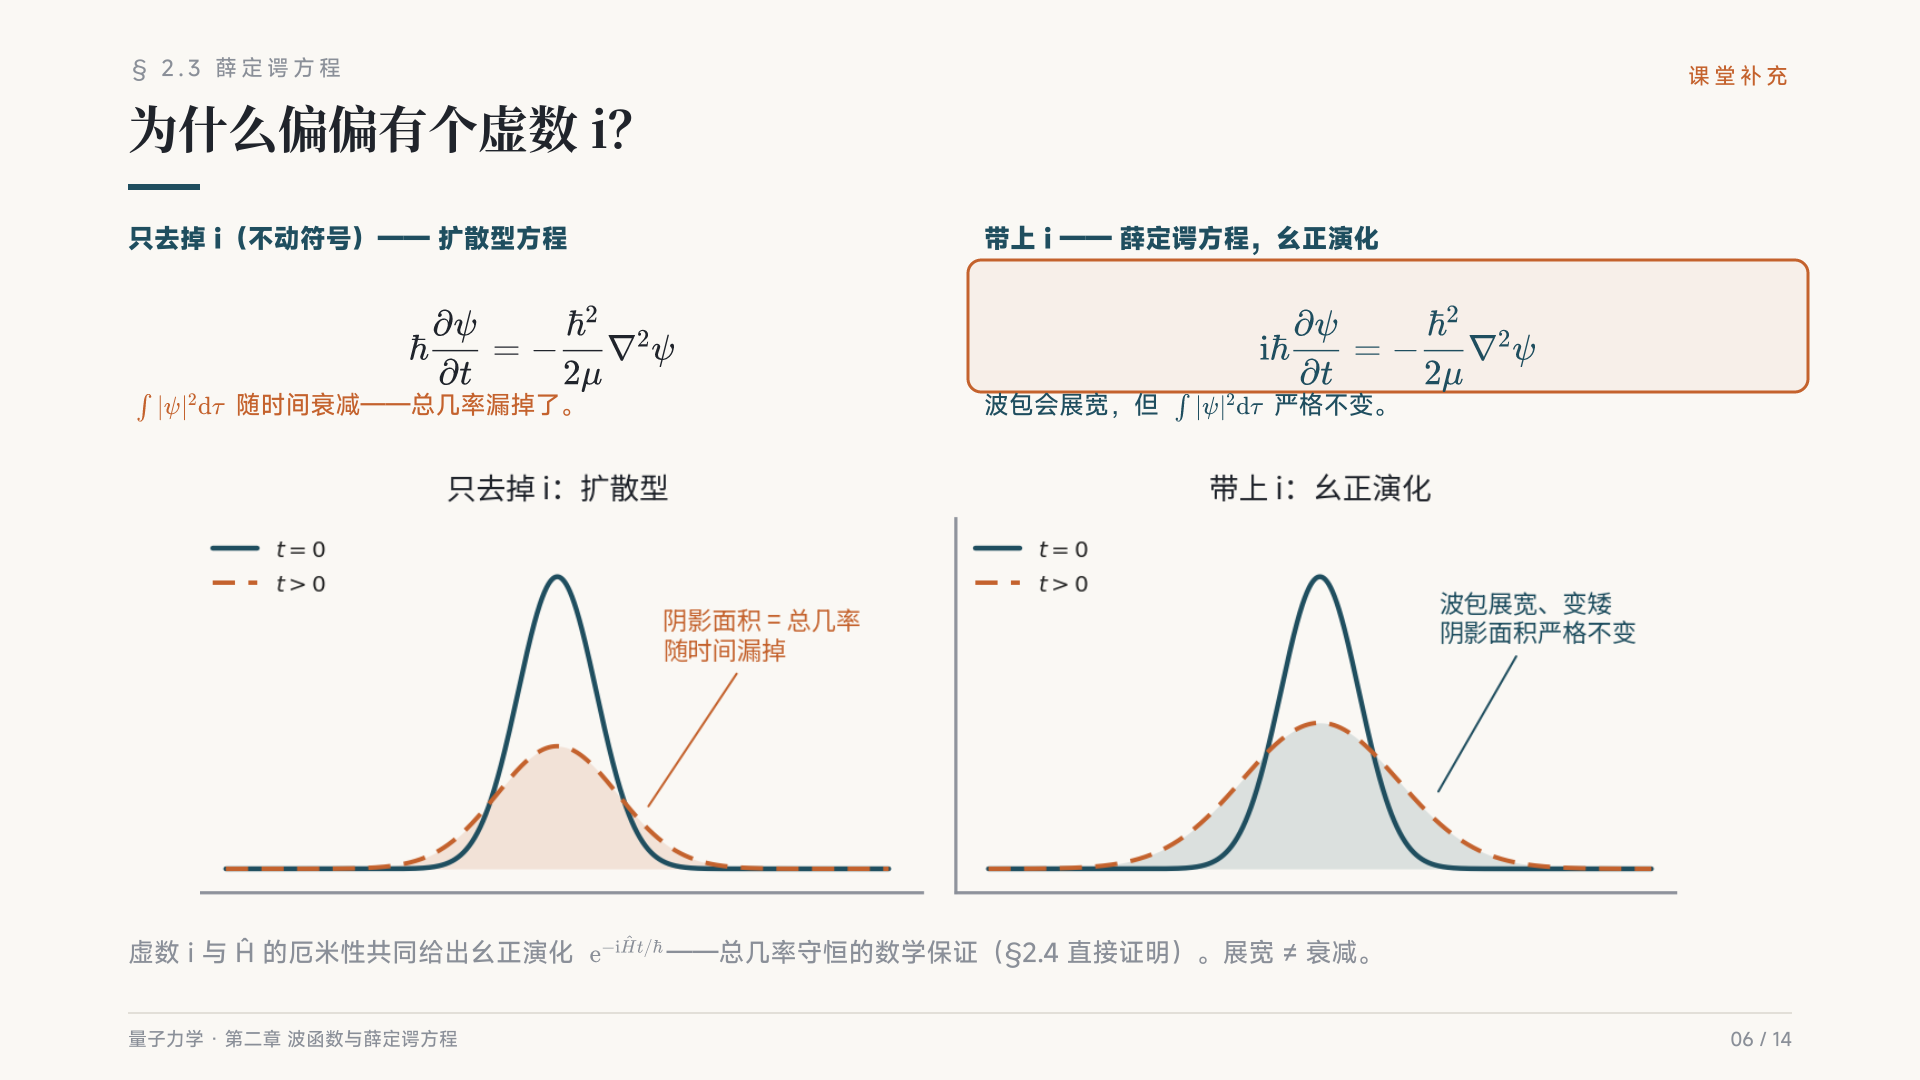 § 2.3 薛定谔方程
课堂补充
为什么偏偏有个虚数 i?
只去掉 i（不动符号）—— 扩散型方程
ħ ∂ψ/∂t = −ħ²/2μ ∇²ψ
∫|ψ|²dτ 随时间衰减——总几率漏掉了。
带上 i —— 薛定谔方程，幺正演化
iħ ∂ψ/∂t = −ħ²/2μ ∇²ψ
波包会展宽，但 ∫|ψ|²dτ 严格不变。
只去掉 i：扩散型
t = 0
t > 0
阴影面积 = 总几率
随时间漏掉
带上 i：幺正演化
t = 0
t > 0
波包展宽、变矮
阴影面积严格不变
虚数 i 与 Ĥ 的厄米性共同给出幺正演化 e^{−iĤt/ħ}——总几率守恒的数学保证（§2.4 直接证明）。展宽 ≠ 衰减。
量子力学 · 第二章 波函数与薛定谔方程
06 / 14